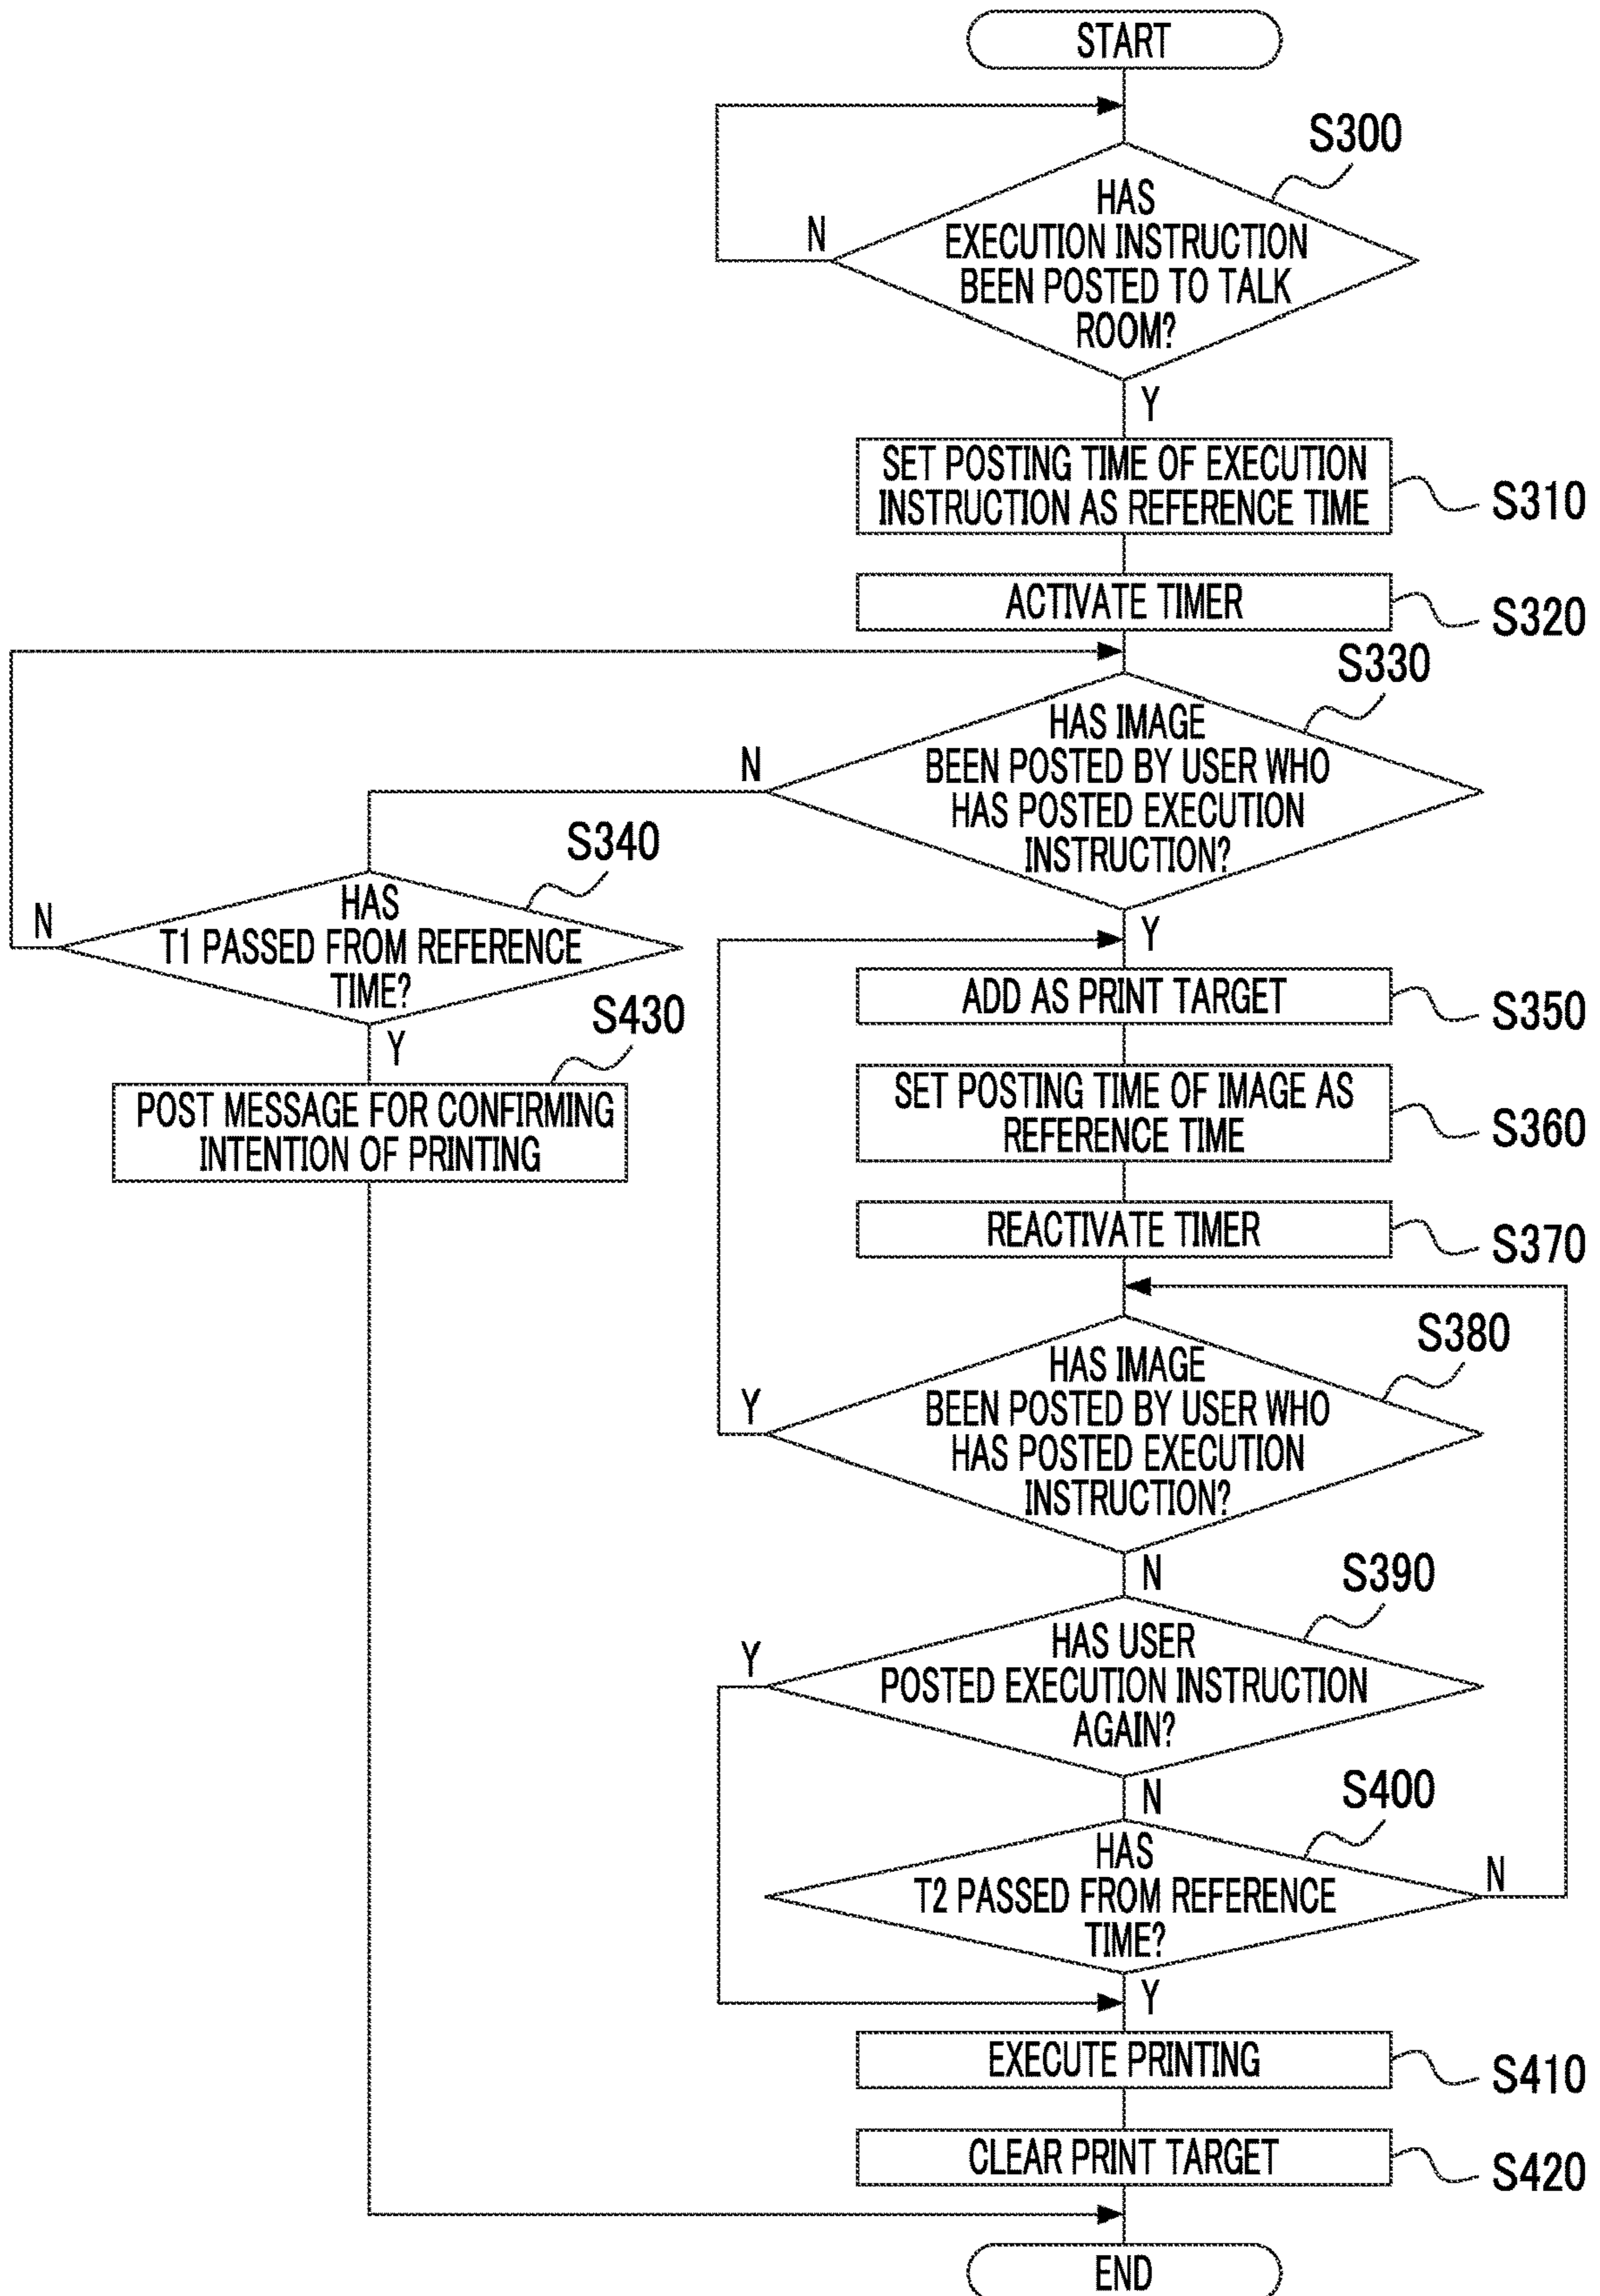 START
S300
HAS
EXECUTION INSTRUCTION
BEEN POSTED TO TALK
ROOM?
N
Y
SET POSTING TIME OF EXECUTION
INSTRUCTION AS REFERENCE TIME
S310
ACTIVATE TIMER
S320
S330
HAS IMAGE
BEEN POSTED BY USER WHO
HAS POSTED EXECUTION
INSTRUCTION?
N
Y
S340
HAS
T1 PASSED FROM REFERENCE
TIME?
N
Y
S430
POST MESSAGE FOR CONFIRMING
INTENTION OF PRINTING
ADD AS PRINT TARGET
S350
SET POSTING TIME OF IMAGE AS
REFERENCE TIME
S360
REACTIVATE TIMER
S370
S380
HAS IMAGE
BEEN POSTED BY USER WHO
HAS POSTED EXECUTION
INSTRUCTION?
Y
N
S390
HAS USER
POSTED EXECUTION INSTRUCTION
AGAIN?
Y
N
S400
HAS
T2 PASSED FROM REFERENCE
TIME?
N
Y
EXECUTE PRINTING
S410
CLEAR PRINT TARGET
S420
END